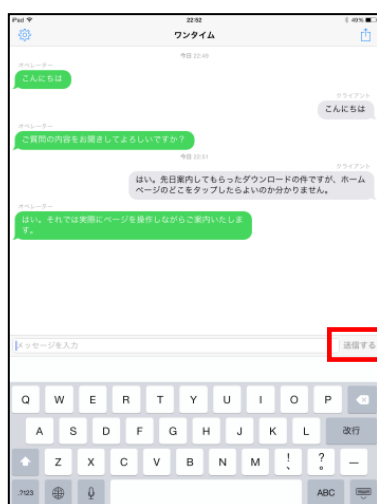 iPad
22:52
49%
ワンタイム
今日 22:49
オペレーター
こんにちは
クライアント
こんにちは
オペレーター
ご質問の内容をお聞きしてよろしいですか?
今日 22:51
クライアント
はい。先日案内してもらったダウンロードの件ですが、ホーム
ページのどこをタップしたらよいのか分かりません。
オペレーター
はい。それでは実際にページを操作しながらご案内いたしま
す。
メッセージを入力
送信する
Q W E R T Y U I O P
A S D F G H J K L 改行
Z X C V B N M ! 、 ? 。 ー
.?123 ABC